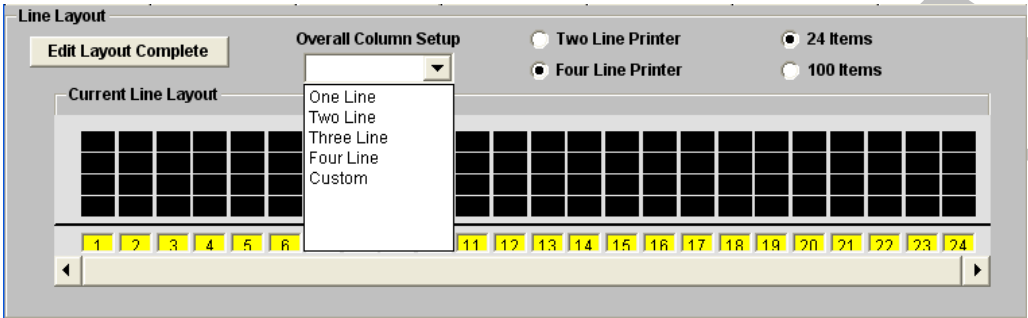 Line Layout
Edit Layout Complete
Overall Column Setup
Two Line Printer
Four Line Printer
24 Items
100 Items
Current Line Layout
One Line
Two Line
Three Line
Four Line
Custom
1 2 3 4 5 6 11 12 13 14 15 16 17 18 19 20 21 22 23 24